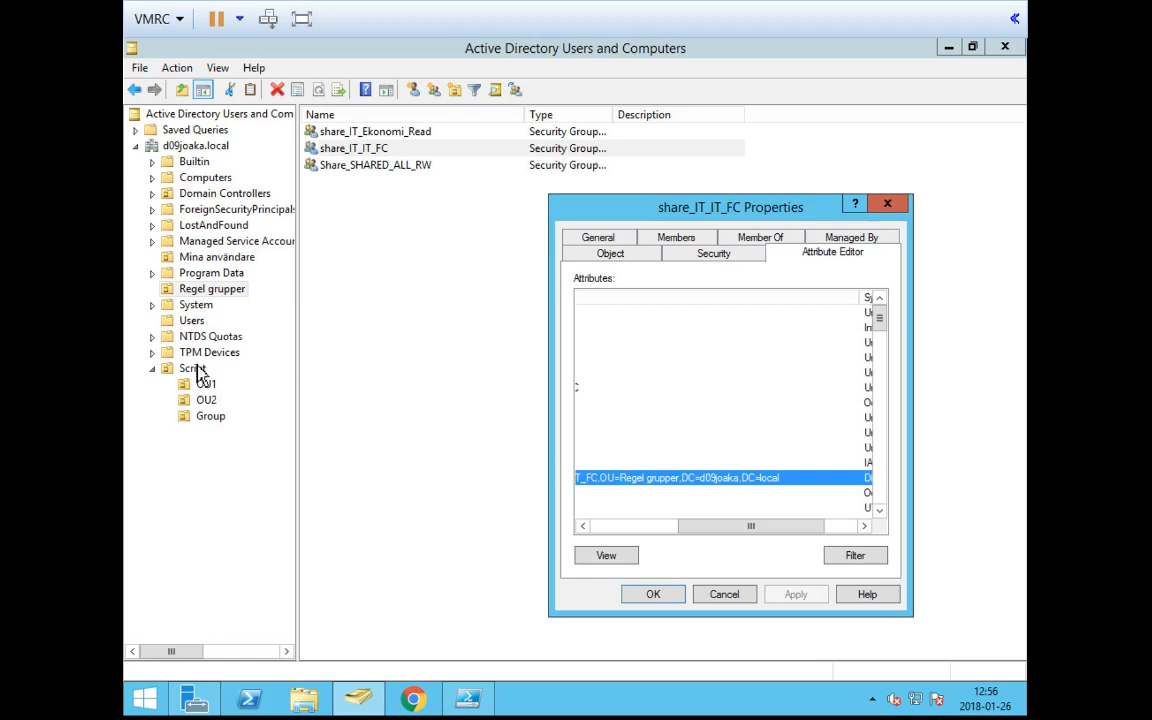 VMRC
Active Directory Users and Computers
File Action View Help
Active Directory Users and Com
Saved Queries
d09joaka.local
Builtin
Computers
Domain Controllers
ForeignSecurityPrincipals
LostAndFound
Managed Service Accour
Mina användare
Program Data
Regel grupper
System
Users
NTDS Quotas
TPM Devices
Script
OU1
OU2
Group
Name Type Description
share_IT_Ekonomi_Read Security Group...
share_IT_IT_FC Security Group...
Share_SHARED_ALL_RW Security Group...
share_IT_IT_FC Properties
General Members Member Of Managed By
Object Security Attribute Editor
Attributes:
T_FC,OU=Regel grupper,DC=d09joaka,DC=local
View Filter
OK Cancel Apply Help
12:56
2018-01-26